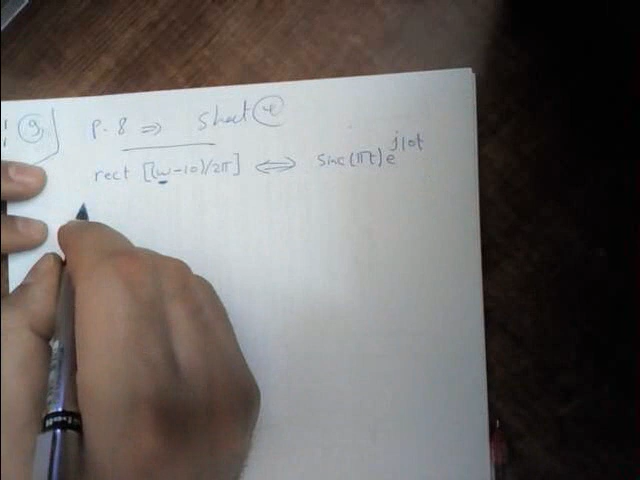 9 P.8 ⇒ Sheet 4
rect [(ω-10)/2π] ⇔ sinc(πt)e^j10t